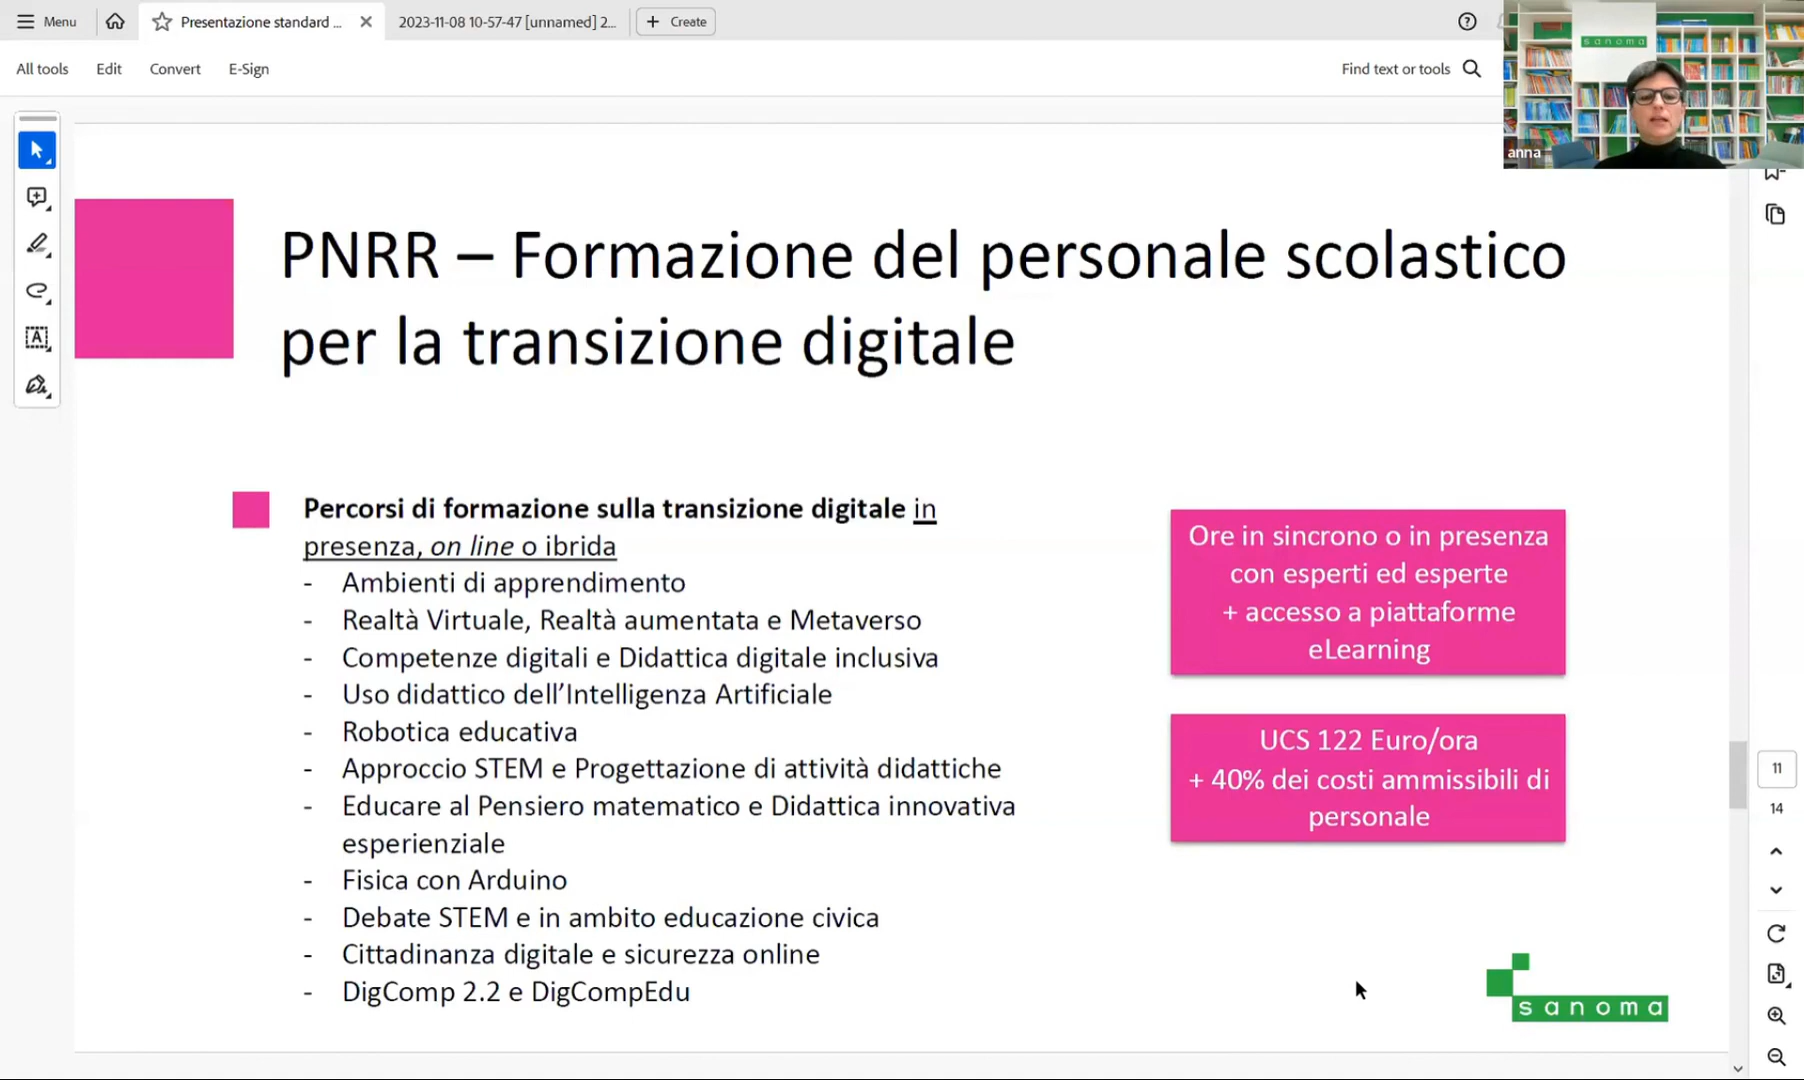 Menu
Presentazione standard ...
2023-11-08 10-57-47 [unnamed] 2...
Create
All tools
Edit
Convert
E-Sign
Find text or tools
sanoma
anna
PNRR – Formazione del personale scolastico
per la transizione digitale
Percorsi di formazione sulla transizione digitale in
presenza, on line o ibrida
- Ambienti di apprendimento
- Realtà Virtuale, Realtà aumentata e Metaverso
- Competenze digitali e Didattica digitale inclusiva
- Uso didattico dell’Intelligenza Artificiale
- Robotica educativa
- Approccio STEM e Progettazione di attività didattiche
- Educare al Pensiero matematico e Didattica innovativa
esperienziale
- Fisica con Arduino
- Debate STEM e in ambito educazione civica
- Cittadinanza digitale e sicurezza online
- DigComp 2.2 e DigCompEdu
Ore in sincrono o in presenza
con esperti ed esperte
+ accesso a piattaforme
eLearning
UCS 122 Euro/ora
+ 40% dei costi ammissibili di
personale
sanoma
11
14